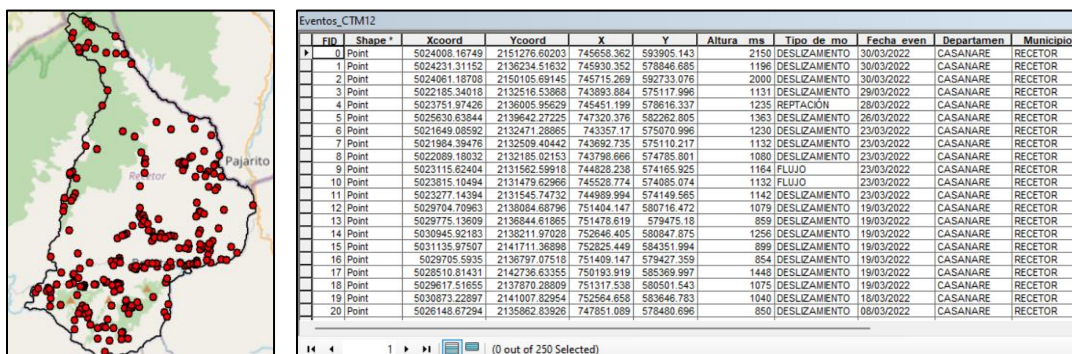 Pajarito
Recetor
Eventos_CTM12
FID Shape * Xcoord Ycoord X Y Altura ms Tipo de mo Fecha even Departamen Municipio
0 Point 5024008.16749 2151276.60203 745658.362 593905.143 2150 DESLIZAMIENTO 30/03/2022 CASANARE RECETOR
1 Point 5024231.31152 2136234.51632 745930.352 578846.685 1196 DESLIZAMIENTO 30/03/2022 CASANARE RECETOR
2 Point 5024061.18708 2150105.69145 745715.269 592733.076 2000 DESLIZAMIENTO 30/03/2022 CASANARE RECETOR
3 Point 5022185.34018 2132516.53868 743893.884 575117.996 1131 DESLIZAMIENTO 29/03/2022 CASANARE RECETOR
4 Point 5023751.97426 2136005.95629 745451.199 578616.337 1235 REPTACIÓN 28/03/2022 CASANARE RECETOR
5 Point 5025630.63844 2139642.27225 747320.376 582262.805 1363 DESLIZAMIENTO 26/03/2022 CASANARE RECETOR
6 Point 5021649.08592 2132471.28865 743357.17 575070.996 1230 DESLIZAMIENTO 23/03/2022 CASANARE RECETOR
7 Point 5021984.39476 2132509.40442 743692.735 575110.217 1132 DESLIZAMIENTO 23/03/2022 CASANARE RECETOR
8 Point 5022089.18032 2132185.02153 743798.666 574785.801 1080 DESLIZAMIENTO 23/03/2022 CASANARE RECETOR
9 Point 5023115.62404 2131562.59918 744828.238 574165.925 1164 FLUJO 23/03/2022 CASANARE RECETOR
10 Point 5023815.10494 2131479.62966 745528.774 574085.074 1132 FLUJO 23/03/2022 CASANARE RECETOR
11 Point 5023277.14394 2131545.74732 744989.994 574149.565 1142 DESLIZAMIENTO 23/03/2022 CASANARE RECETOR
12 Point 5029704.70963 2138084.68796 751404.147 580716.472 1079 DESLIZAMIENTO 19/03/2022 CASANARE RECETOR
13 Point 5029775.13609 2136844.61865 751478.619 579475.18 859 DESLIZAMIENTO 19/03/2022 CASANARE RECETOR
14 Point 5030945.92183 2138211.97028 752646.405 580847.875 1256 DESLIZAMIENTO 19/03/2022 CASANARE RECETOR
15 Point 5031135.97507 2141711.36898 752825.449 584351.994 899 DESLIZAMIENTO 19/03/2022 CASANARE RECETOR
16 Point 5029705.5935 2136797.07518 751409.147 579427.359 854 DESLIZAMIENTO 19/03/2022 CASANARE RECETOR
17 Point 5028510.81431 2142736.63355 750193.919 585369.997 1448 DESLIZAMIENTO 19/03/2022 CASANARE RECETOR
18 Point 5029617.51655 2137870.28809 751317.538 580501.543 1075 DESLIZAMIENTO 19/03/2022 CASANARE RECETOR
19 Point 5030873.22897 2141007.82954 752564.658 583646.783 1040 DESLIZAMIENTO 18/03/2022 CASANARE RECETOR
20 Point 5026148.67294 2135862.83926 747851.089 578480.696 850 DESLIZAMIENTO 08/03/2022 CASANARE RECETOR
1 (0 out of 250 Selected)